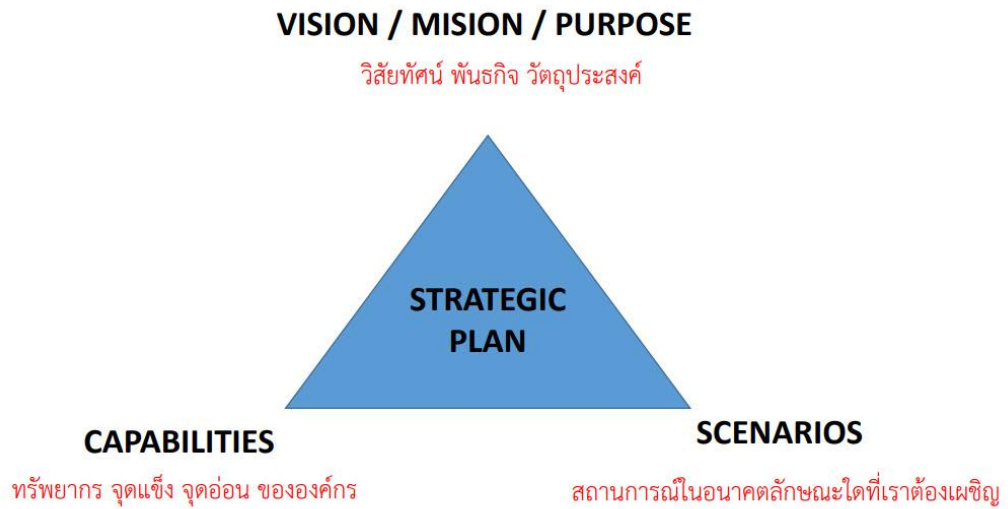 VISION / MISION / PURPOSE
วิสัยทัศน์ พันธกิจ วัตถุประสงค์
STRATEGIC
PLAN
CAPABILITIES
ทรัพยากร จุดแข็ง จุดอ่อน ขององค์กร
SCENARIOS
สถานการณ์ในอนาคตลักษณะใดที่เราต้องเผชิญ